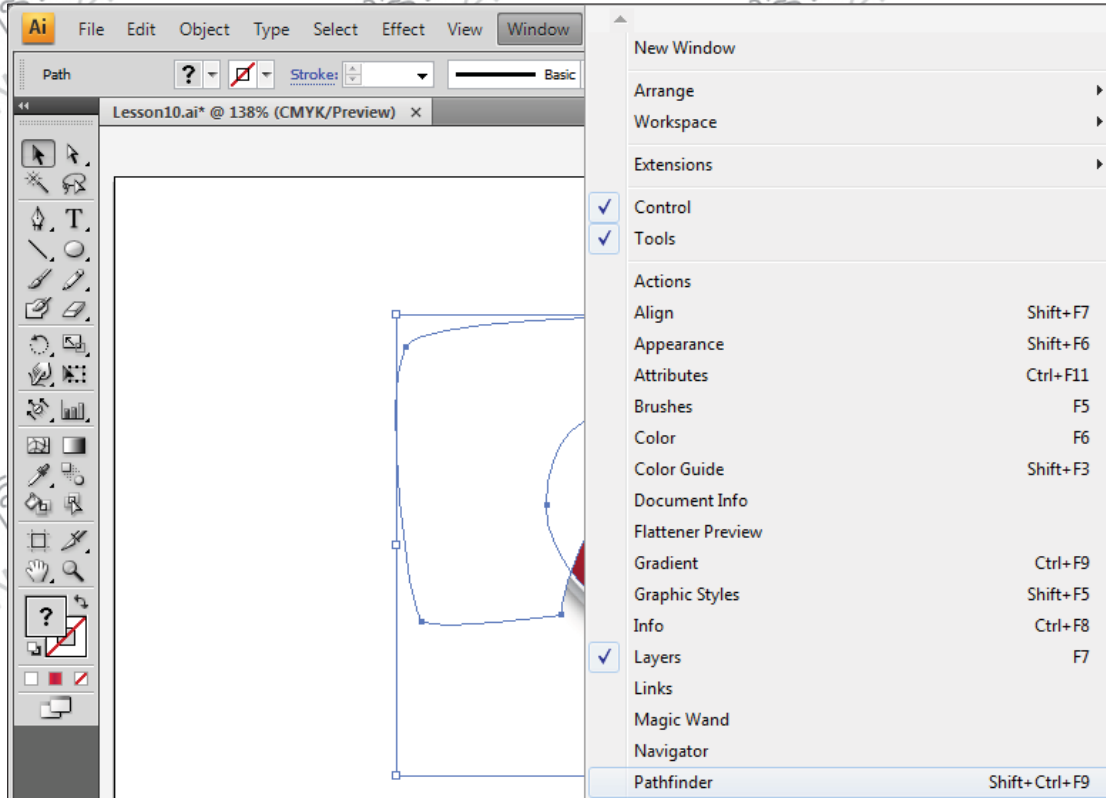 Ai File Edit Object Type Select Effect View Window
Path ? Stroke: Basic
Lesson10.ai* @ 138% (CMYK/Preview) ×
T
?
New Window
Arrange
Workspace
Extensions
Control
Tools
Actions
Align Shift+F7
Appearance Shift+F6
Attributes Ctrl+F11
Brushes F5
Color F6
Color Guide Shift+F3
Document Info
Flattener Preview
Gradient Ctrl+F9
Graphic Styles Shift+F5
Info Ctrl+F8
Layers F7
Links
Magic Wand
Navigator
Pathfinder Shift+Ctrl+F9